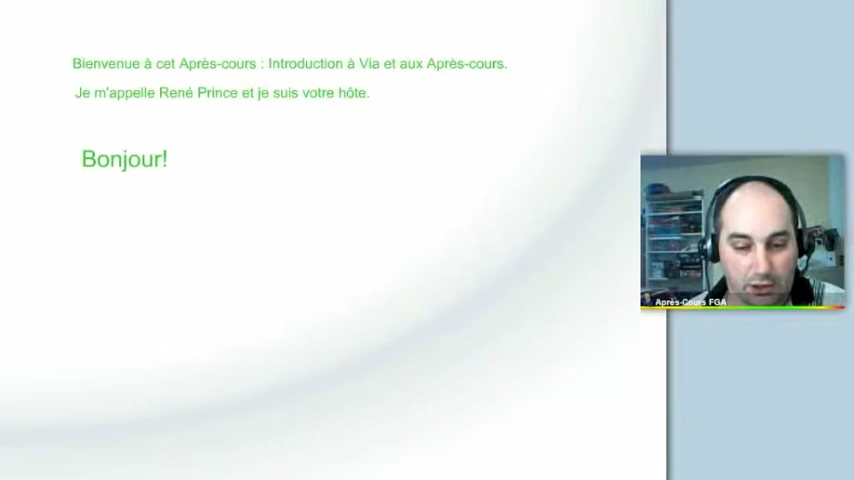 Bienvenue à cet Après-cours : Introduction à Via et aux Après-cours.
Je m'appelle René Prince et je suis votre hôte.
Bonjour!
Après-Cours FGA